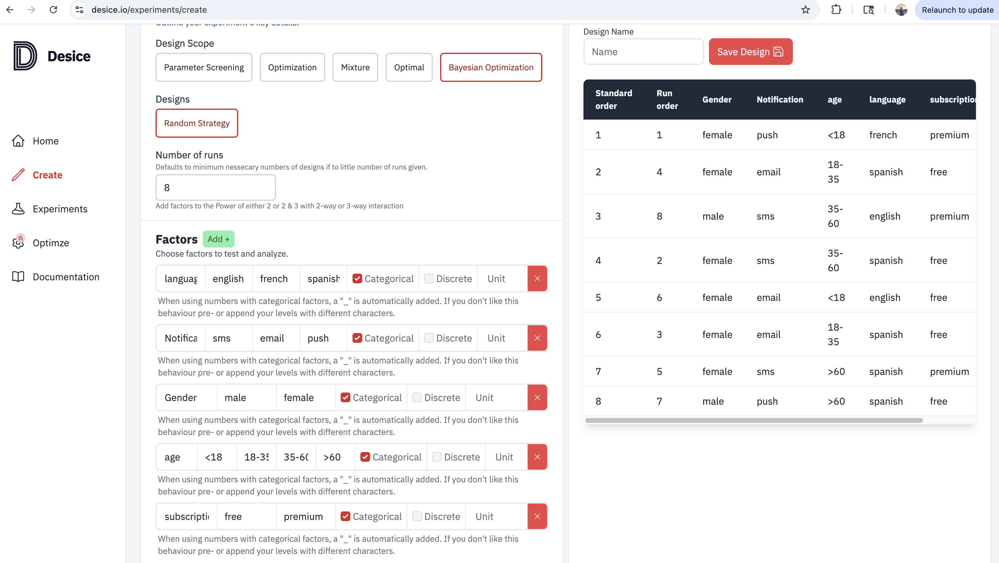 desice.io/experiments/create
Relaunch to update
Desice
Home
Create
Experiments
Optimze
Documentation
Outline your experiment's key details.
Design Scope
Parameter Screening
Optimization
Mixture
Optimal
Bayesian Optimization
Designs
Random Strategy
Number of runs
Defaults to minimum nessecary numbers of designs if to little number of runs given.
8
Add factors to the Power of either 2 or 2 & 3 with 2-way or 3-way interaction
Factors Add +
Choose factors to test and analyze.
languag english french spanish Categorical Discrete Unit
When using numbers with categorical factors, a "_" is automatically added. If you don't like this
behaviour pre- or append your levels with different characters.
Notifica sms email push Categorical Discrete Unit
When using numbers with categorical factors, a "_" is automatically added. If you don't like this
behaviour pre- or append your levels with different characters.
Gender male female Categorical Discrete Unit
When using numbers with categorical factors, a "_" is automatically added. If you don't like this
behaviour pre- or append your levels with different characters.
age <18 18-35 35-60 >60 Categorical Discrete Unit
When using numbers with categorical factors, a "_" is automatically added. If you don't like this
behaviour pre- or append your levels with different characters.
subscripti free premium Categorical Discrete Unit
When using numbers with categorical factors, a "_" is automatically added. If you don't like this
behaviour pre- or append your levels with different characters.
Design Name
Name
Save Design
Standard order Run order Gender Notification age language subscription
1 1 female push <18 french premium
2 4 female email 18-35 spanish free
3 8 male sms 35-60 english premium
4 2 female sms 35-60 spanish free
5 6 female email <18 english free
6 3 female email 18-35 spanish free
7 5 female sms >60 spanish premium
8 7 male push >60 spanish free